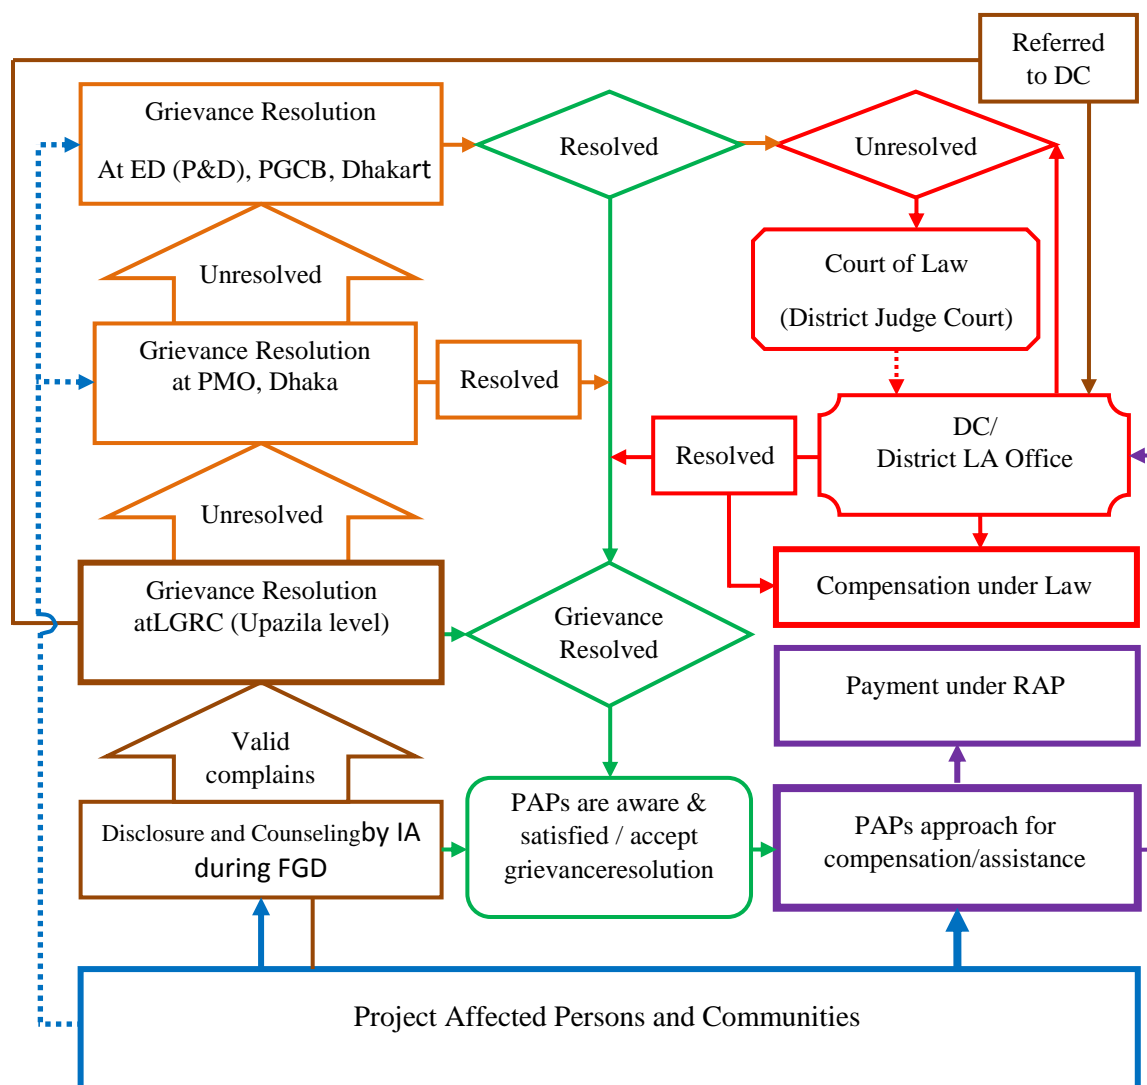 Referred
to DC
Grievance Resolution
At ED (P&D), PGCB, Dhakart
Resolved
Unresolved
Unresolved
Court of Law
(District Judge Court)
Grievance Resolution
at PMO, Dhaka
Resolved
Resolved
DC/
District LA Office
Unresolved
Compensation under Law
Grievance Resolution
atLGRC (Upazila level)
Grievance
Resolved
Payment under RAP
Valid
complains
Disclosure and Counselingby IA
during FGD
PAPs are aware &
satisfied / accept
grievanceresolution
PAPs approach for
compensation/assistance
Project Affected Persons and Communities